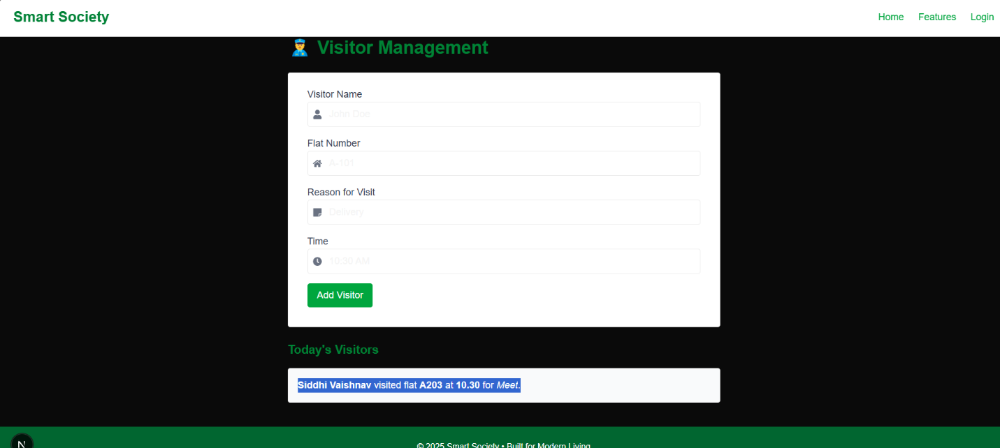 Smart Society
Home Features Login
Visitor Management
Visitor Name
John Doe
Flat Number
A-101
Reason for Visit
Delivery
Time
10:30 AM
Add Visitor
Today's Visitors
Siddhi Vaishnav visited flat A203 at 10.30 for Meet.
N
© 2025 Smart Society • Built for Modern Living